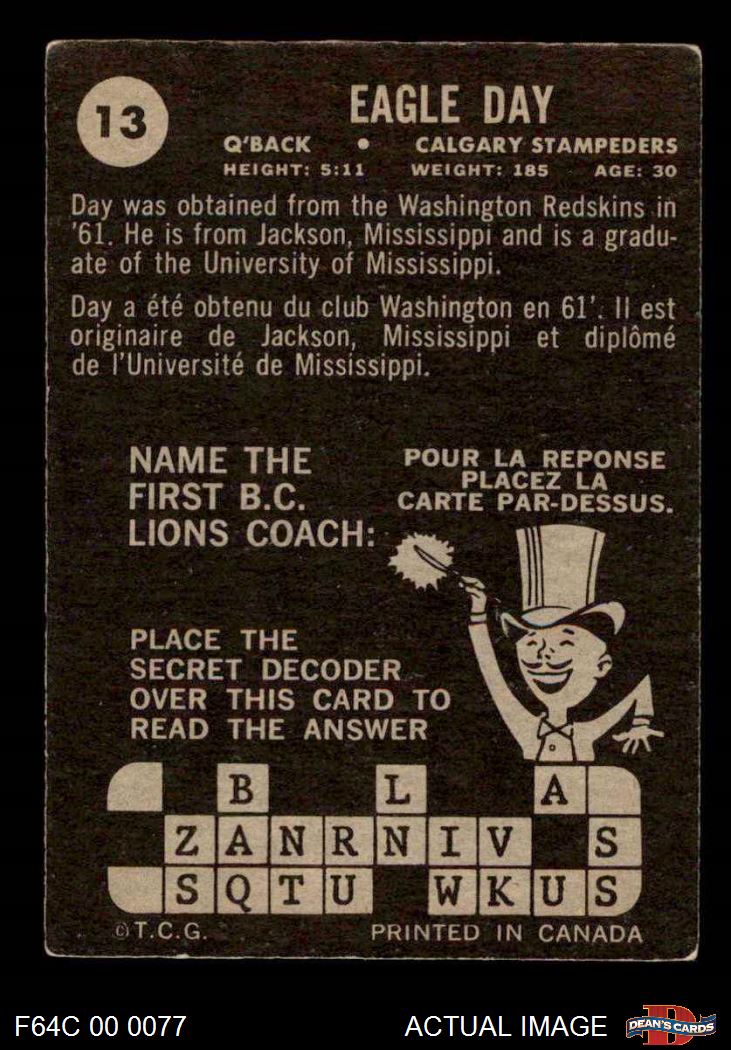 13
EAGLE DAY
Q'BACK • CALGARY STAMPEDERS
HEIGHT: 5:11 WEIGHT: 185 AGE: 30
Day was obtained from the Washington Redskins in
'61. He is from Jackson, Mississippi and is a gradu-
ate of the University of Mississippi.
Day a été obtenu du club Washington en 61'. Il est
originaire de Jackson, Mississippi et diplômé
de l'Université de Mississippi.
NAME THE
FIRST B.C.
LIONS COACH:
POUR LA REPONSE
PLACEZ LA
CARTE PAR-DESSUS.
PLACE THE
SECRET DECODER
OVER THIS CARD TO
READ THE ANSWER
B L A
Z A N R N I V S
S Q T U W K U S
© T.C.G. PRINTED IN CANADA
F64C 00 0077 ACTUAL IMAGE DEAN'S CARDS